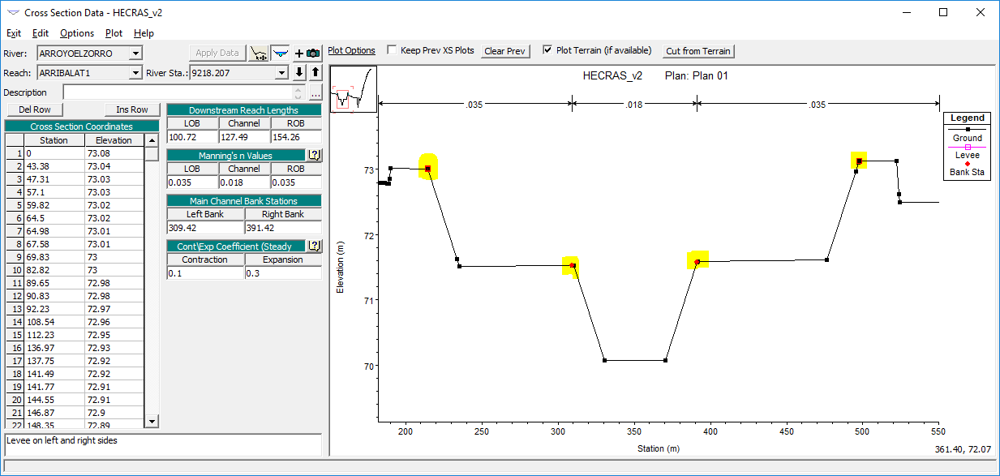 Cross Section Data - HECRAS_v2
Exit Edit Options Plot Help
River: ARROYOELZORRO Apply Data
Plot Options Keep Prev XS Plots Clear Prev Plot Terrain (if available) Cut from Terrain
Reach: ARRIBALAT1 River Sta.: 9218.207
Description ...
Del Row Ins Row
Cross Section Coordinates
Station Elevation
1 0 73.08
2 43.38 73.04
3 47.31 73.03
4 57.1 73.03
5 59.82 73.02
6 64.5 73.02
7 64.98 73.01
8 67.58 73.01
9 69.83 73
10 82.82 73
11 89.65 72.98
12 90.83 72.98
13 92.23 72.97
14 108.54 72.96
15 112.23 72.95
16 136.97 72.93
17 137.75 72.92
18 141.49 72.92
19 141.77 72.91
20 144.55 72.91
21 146.87 72.9
22 148.35 72.89
Downstream Reach Lengths
LOB Channel ROB
100.72 127.49 154.26
Manning's n Values ?
LOB Channel ROB
0.035 0.018 0.035
Main Channel Bank Stations
Left Bank Right Bank
309.42 391.42
Cont\Exp Coefficient (Steady ?
Contraction Expansion
0.1 0.3
Levee on left and right sides
HECRAS_v2 Plan: Plan 01
.035 .018 .035
Legend
Ground
Levee
Bank Sta
73
72
71
70
Elevation (m)
200 250 300 350 400 450 500 550
Station (m)
361.40, 72.07